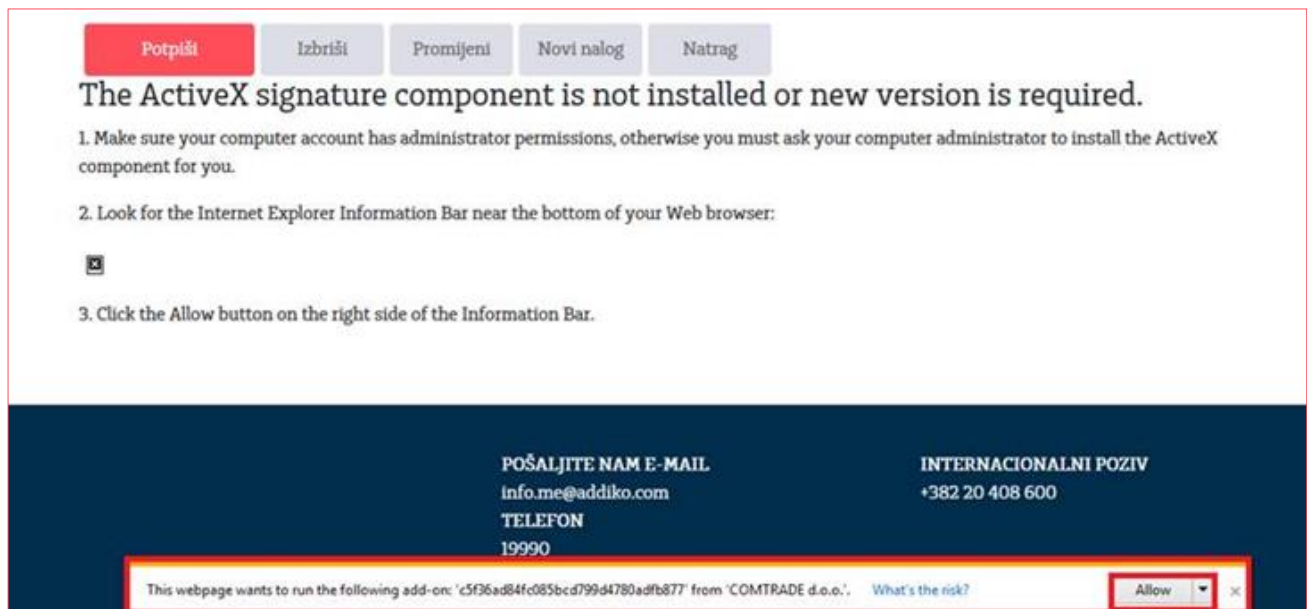 Potpiši Izbriši Promijeni Novi nalog Natrag
The ActiveX signature component is not installed or new version is required.
1. Make sure your computer account has administrator permissions, otherwise you must ask your computer administrator to install the ActiveX
component for you.
2. Look for the Internet Explorer Information Bar near the bottom of your Web browser:
3. Click the Allow button on the right side of the Information Bar.
POŠALJITE NAM E-MAIL
info.me@addiko.com
TELEFON
19990
INTERNACIONALNI POZIV
+382 20 408 600
This webpage wants to run the following add-on: 'c5f36ad84fc085bcd799d4780adfb877' from 'COMTRADE d.o.o.'. What's the risk? Allow